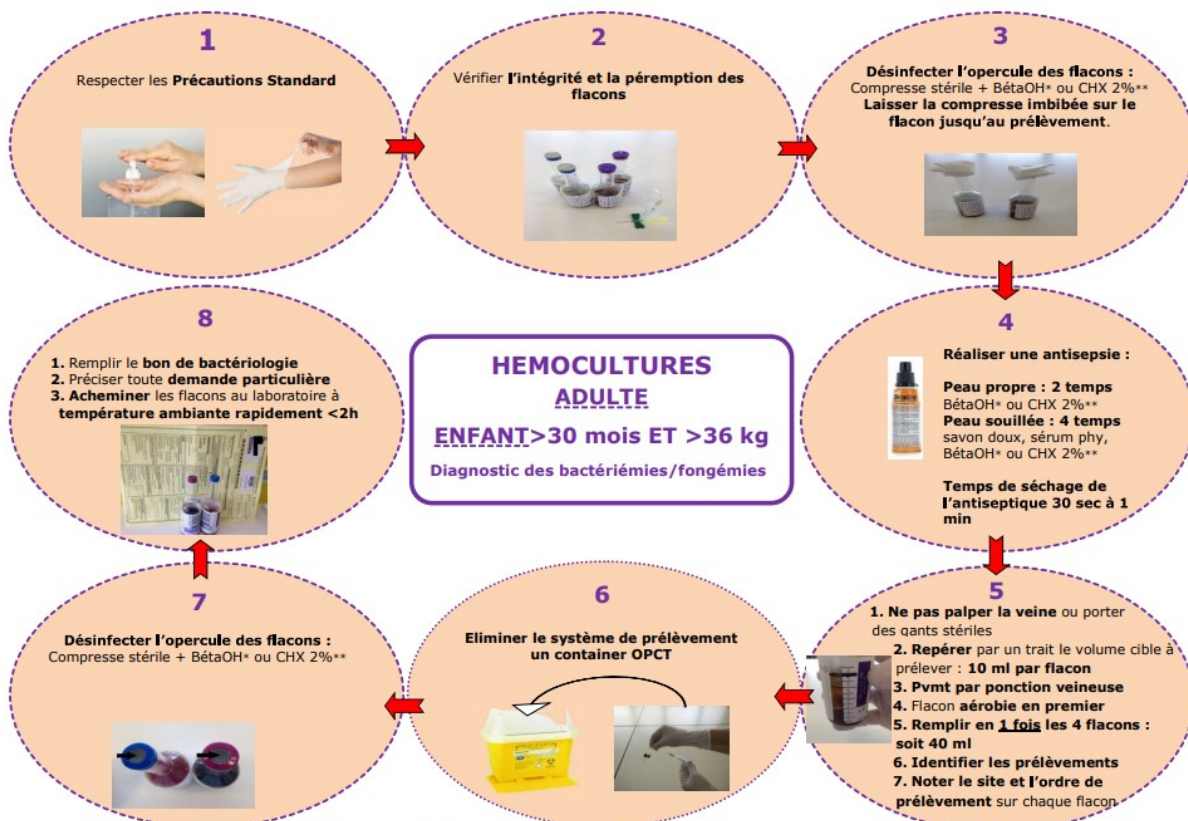 1
Respecter les Précautions Standard
2
Vérifier l'intégrité et la péremption des
flacons
3
Désinfecter l'opercule des flacons :
Compresse stérile + BétaOH* ou CHX 2%**
Laisser la compresse imbibée sur le
flacon jusqu'au prélèvement.
4
Réaliser une antisepsie :
Peau propre : 2 temps
BétaOH* ou CHX 2%**
Peau souillée : 4 temps
savon doux, sérum phy,
BétaOH* ou CHX 2%**
Temps de séchage de
l'antiseptique 30 sec à 1
min
HEMOCULTURES
ADULTE
ENFANT>30 mois ET >36 kg
Diagnostic des bactériémies/fongémies
5
1. Ne pas palper la veine ou porter
des gants stériles
2. Repérer par un trait le volume cible à
prélever : 10 ml par flacon
3. Pvmt par ponction veineuse
4. Flacon aérobie en premier
5. Remplir en 1 fois les 4 flacons :
soit 40 ml
6. Identifier les prélèvements
7. Noter le site et l'ordre de
prélèvement sur chaque flacon
6
Eliminer le système de prélèvement
un container OPCT
7
Désinfecter l'opercule des flacons :
Compresse stérile + BétaOH* ou CHX 2%**
8
1. Remplir le bon de bactériologie
2. Préciser toute demande particulière
3. Acheminer les flacons au laboratoire à
température ambiante rapidement <2h